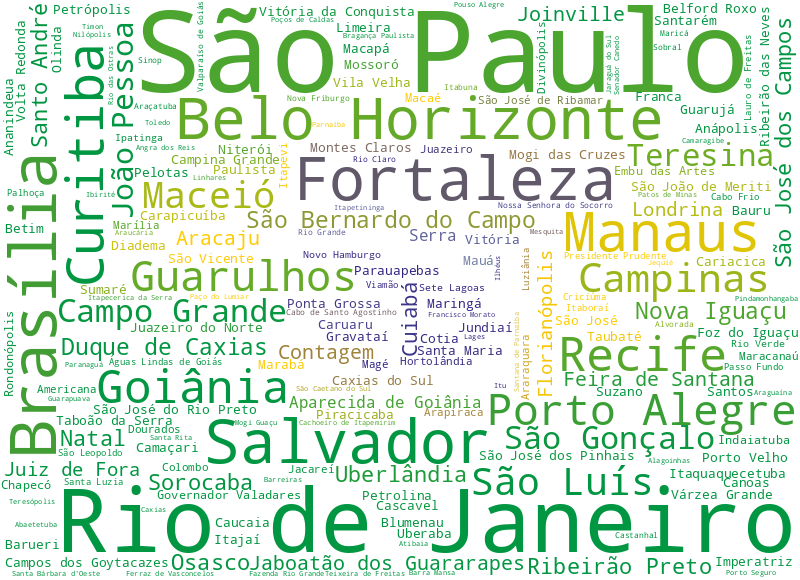 São Paulo
Rio de Janeiro
Brasília
Fortaleza
Salvador
Belo Horizonte
Manaus
Curitiba
Recife
Goiânia
Porto Alegre
São Luís
Maceió
Guarulhos
Campinas
São Gonçalo
Teresina
João Pessoa
Campo Grande
Duque de Caxias
Natal
São Bernardo do Campo
Nova Iguaçu
São José dos Campos
Santo André
Jaboatão dos Guararapes
Osasco
Ribeirão Preto
Uberlândia
Sorocaba
Contagem
Aracaju
Cuiabá
Feira de Santana
Joinville
Juiz de Fora
Londrina
Aparecida de Goiânia
Florianópolis
Petrópolis
Timon
Nilópolis
Rio das Ostras
Sinop
Valparaíso de Goiás
Vitória da Conquista
Poços de Caldas
Limeira
Bragança Paulista
Macapá
Mossoró
Vila Velha
Pouso Alegre
Divinópolis
Jaraguá do Sul
Senador Canedo
Belford Roxo
Santarém
Maricá
Sobral
Lauro de Freitas
Ribeirão das Neves
Franca
Guarujá
Anápolis
Camaragibe
Ananindeua
Volta Redonda
Olinda
Araçatuba
Toledo
Ipatinga
Angra dos Reis
Nova Friburgo
Parnaíba
Macaé
Itabuna
São José de Ribamar
Niterói
Campina Grande
Paulista
Linhares
Itapevi
Montes Claros
Juazeiro
Rio Claro
Mogi das Cruzes
Embu das Artes
São João de Meriti
Patos de Minas
Cabo Frio
Bauru
Palhoça
Ibirité
Betim
Pelotas
Marília
Araucária
Carapicuíba
Diadema
São Vicente
Itapetininga
Nossa Senhora do Socorro
Rio Grande
Serra
Vitória
Mesquita
Novo Hamburgo
Mauá
Parauapebas
Viamão
Sete Lagoas
Ilhéus
Luziânia
Presidente Prudente
Jequié
Cariacica
Sumaré
Itapecerica da Serra
Paço do Lumiar
Ponta Grossa
Cabo de Santo Agostinho
Maringá
Francisco Morato
Criciúma
Itaboraí
São José
Taubaté
Alvorada
Pindamonhangaba
Foz do Iguaçu
Rio Verde
Maracanaú
Passo Fundo
Rondonópolis
Juazeiro do Norte
Paranaguá
Águas Lindas de Goiás
Caruaru
Gravataí
Cotia
Jundiaí
Lages
Santa Maria
Hortolândia
Marabá
Magé
Caxias do Sul
São Caetano do Sul
Itu
Araraquara
Santana de Parnaíba
Suzano
Santos
Araguaína
Americana
Guarapuava
São José do Rio Preto
Taboão da Serra
Dourados
Mogi Guaçu
Santa Rita
Piracicaba
Cachoeiro de Itapemirim
Arapiraca
Indaiatuba
São Leopoldo
Camaçari
Colombo
Jacareí
São José dos Pinhais
Alagoinhas
Porto Velho
Itaquaquecetuba
Chapecó
Santa Luzia
Barreiras
Governador Valadares
Petrolina
Cascavel
Canoas
Várzea Grande
Teresópolis
Abaetetuba
Caxias
Caucaia
Blumenau
Uberaba
Atibaia
Castanhal
Barueri
Itajaí
Campos dos Goytacazes
Imperatriz
Santa Bárbara d'Oeste
Ferraz de Vasconcelos
Fazenda Rio Grande
Teixeira de Freitas
Barra Mansa
Porto Seguro